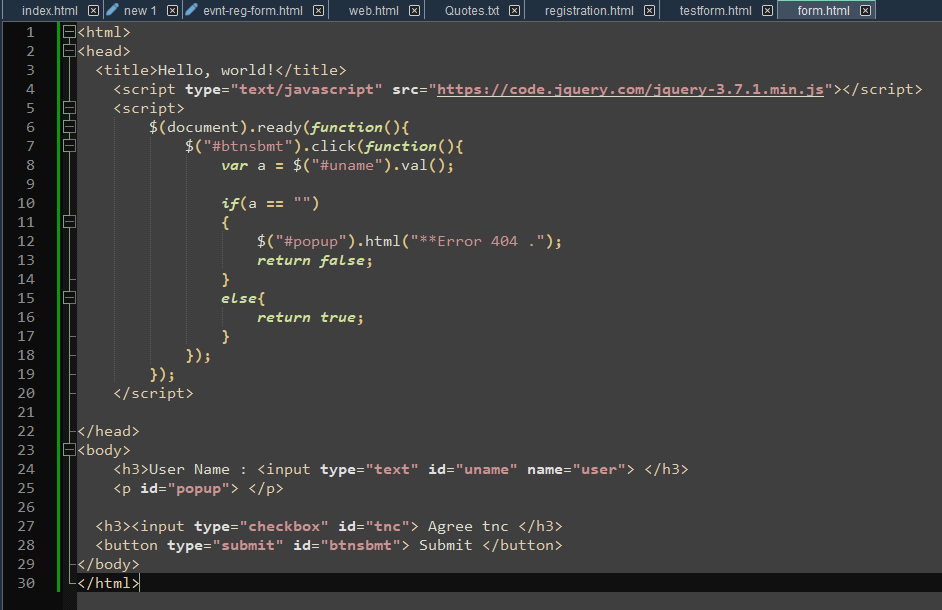 index.html new 1 evnt-reg-form.html web.html Quotes.txt registration.html testform.html form.html
1 <html>
2 <head>
3 <title>Hello, world!</title>
4 <script type="text/javascript" src="https://code.jquery.com/jquery-3.7.1.min.js"></script>
5 <script>
6 $(document).ready(function(){
7 $("#btnsbmt").click(function(){
8 var a = $("#uname").val();
9
10 if(a == "")
11 {
12 $("#popup").html("**Error 404 .");
13 return false;
14 }
15 else{
16 return true;
17 }
18 });
19 });
20 </script>
21
22 </head>
23 <body>
24 <h3>User Name : <input type="text" id="uname" name="user"> </h3>
25 <p id="popup"> </p>
26
27 <h3><input type="checkbox" id="tnc"> Agree tnc </h3>
28 <button type="submit" id="btnsbmt"> Submit </button>
29 </body>
30 </html>